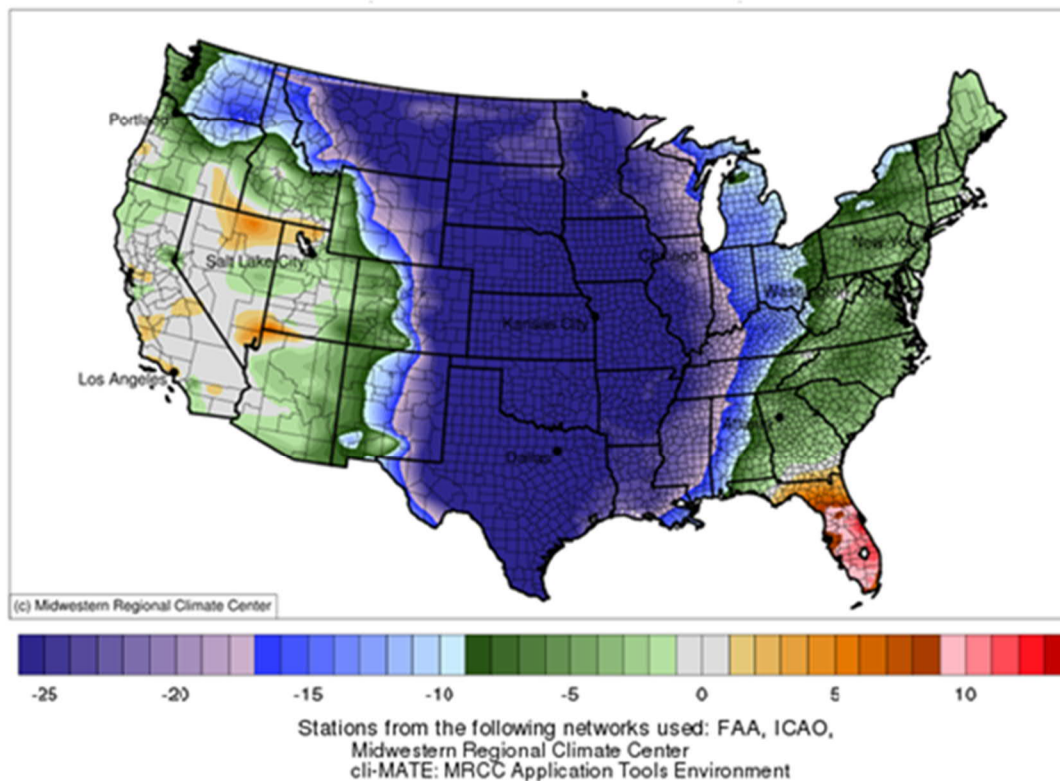 Portland
Salt Lake City
Chicago
New York
Kansas City
Los Angeles
Dallas
(c) Midwestern Regional Climate Center
-25 -20 -15 -10 -5 0 5 10
Stations from the following networks used: FAA, ICAO,
Midwestern Regional Climate Center
cli-MATE: MRCC Application Tools Environment